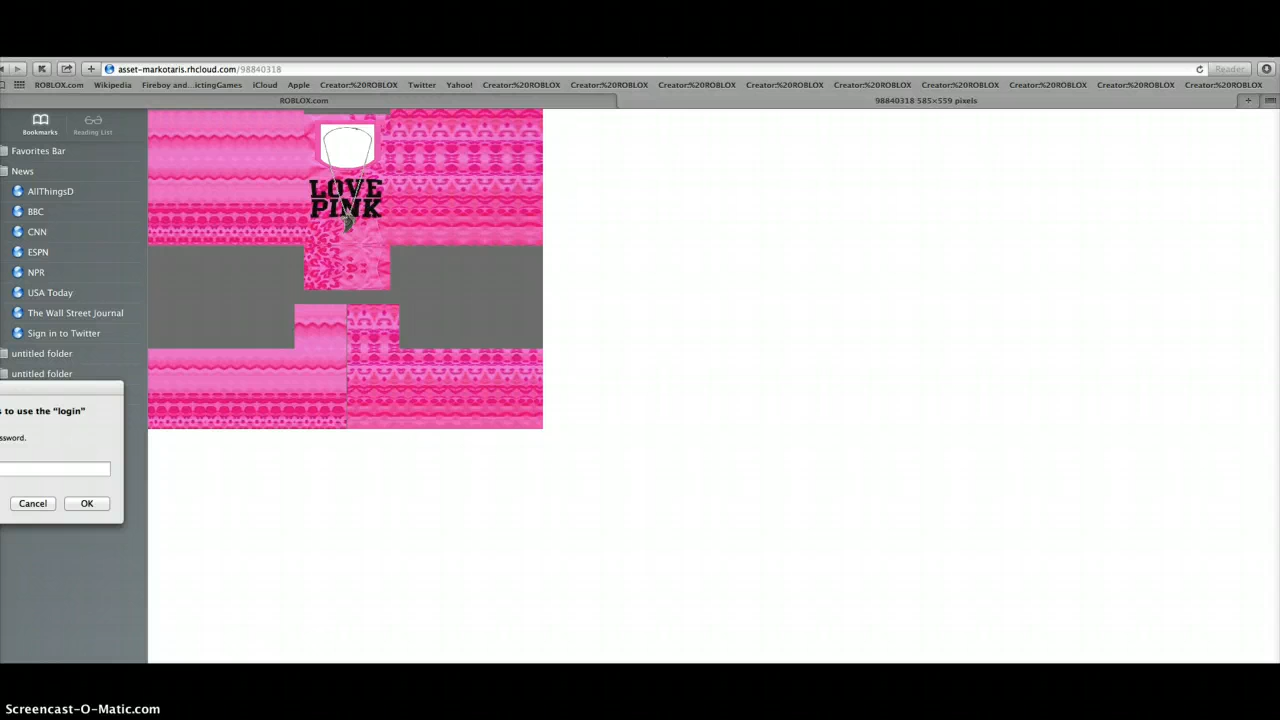 asset-markotaris.rhcloud.com/98840318
Reader
ROBLOX.com Wikipedia Fireboy and ...ictingGames iCloud Apple Creator:%20ROBLOX Twitter Yahoo! Creator:%20ROBLOX Creator:%20ROBLOX Creator:%20ROBLOX Creator:%20ROBLOX Creator:%20ROBLOX Creator:%20ROBLOX Creator:%20ROBLOX Creator:%20ROBLOX
ROBLOX.com
98840318 585×559 pixels
Bookmarks Reading List
Favorites Bar
News
AllThingsD
BBC
CNN
ESPN
NPR
USA Today
The Wall Street Journal
Sign in to Twitter
untitled folder
untitled folder
s to use the “login”
ssword.
Cancel OK
LOVE
PINK
Screencast-O-Matic.com